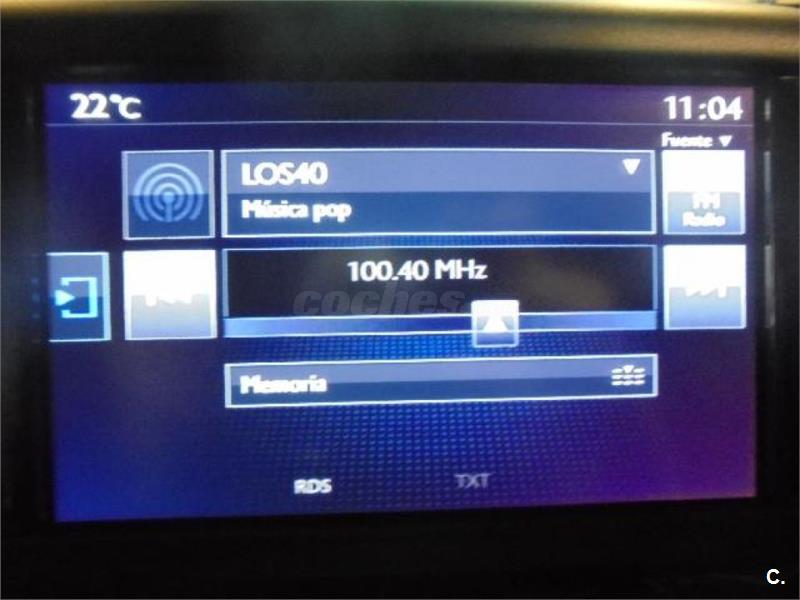 22°C 11:04
Fuente
LOS40
Música pop
FM
Radio
100.40 MHz
coches
Memoria
RDS TXT
C.